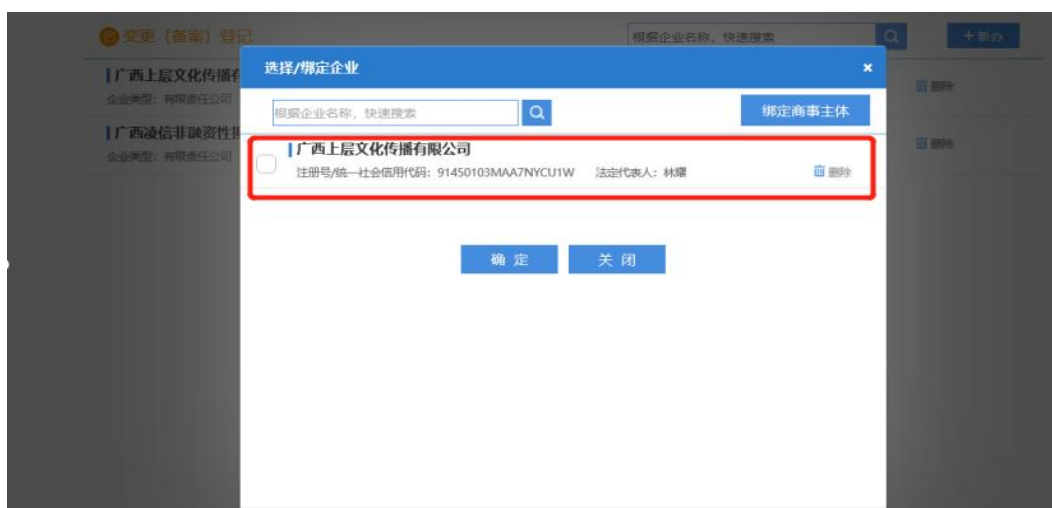 变更（备案）登记
根据企业名称，快速搜索
＋新办
选择/绑定企业
×
广西上层文化传播有
企业类型：有限责任公司
删除
根据企业名称，快速搜索
绑定商事主体
广西凌信非融资性担
企业类型：有限责任公司
删除
广西上层文化传播有限公司
注册号/统一社会信用代码：91450103MAA7NYCU1W 法定代表人：林耀
删除
确 定
关 闭